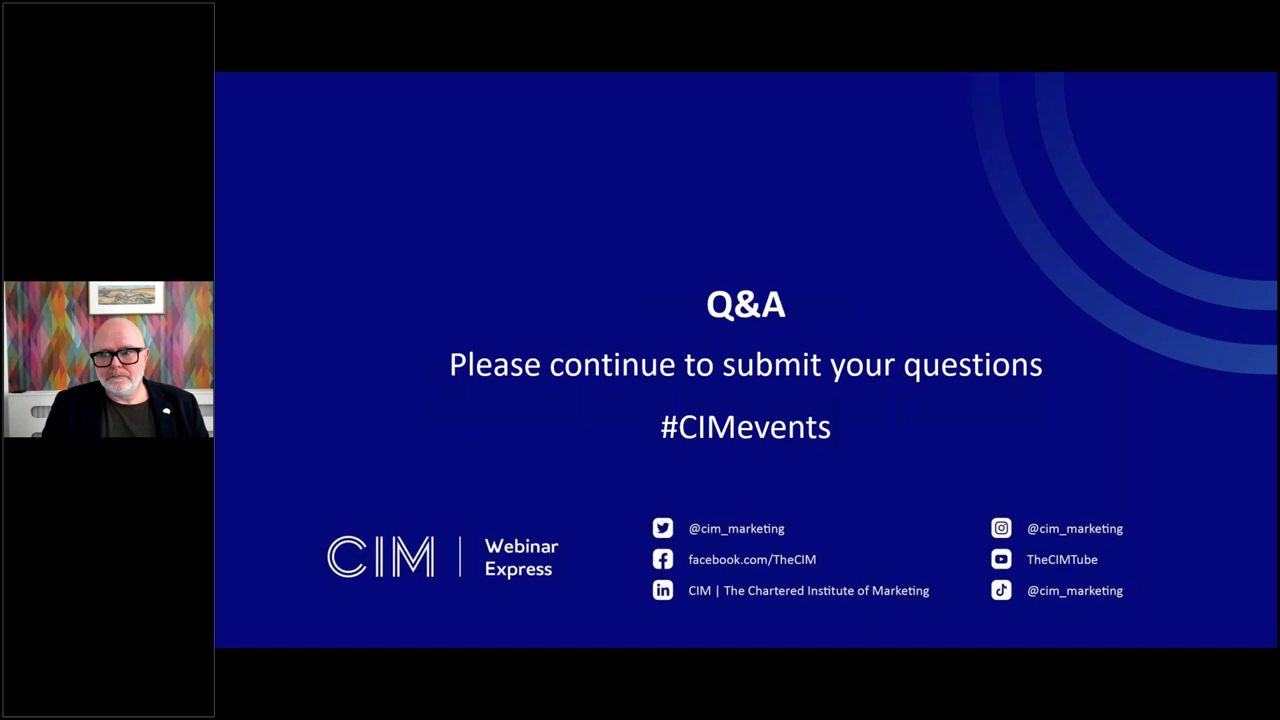 Q&A
Please continue to submit your questions
#CIMevents
CIM | Webinar Express
@cim_marketing
facebook.com/TheCIM
CIM | The Chartered Institute of Marketing
@cim_marketing
TheCIMTube
@cim_marketing